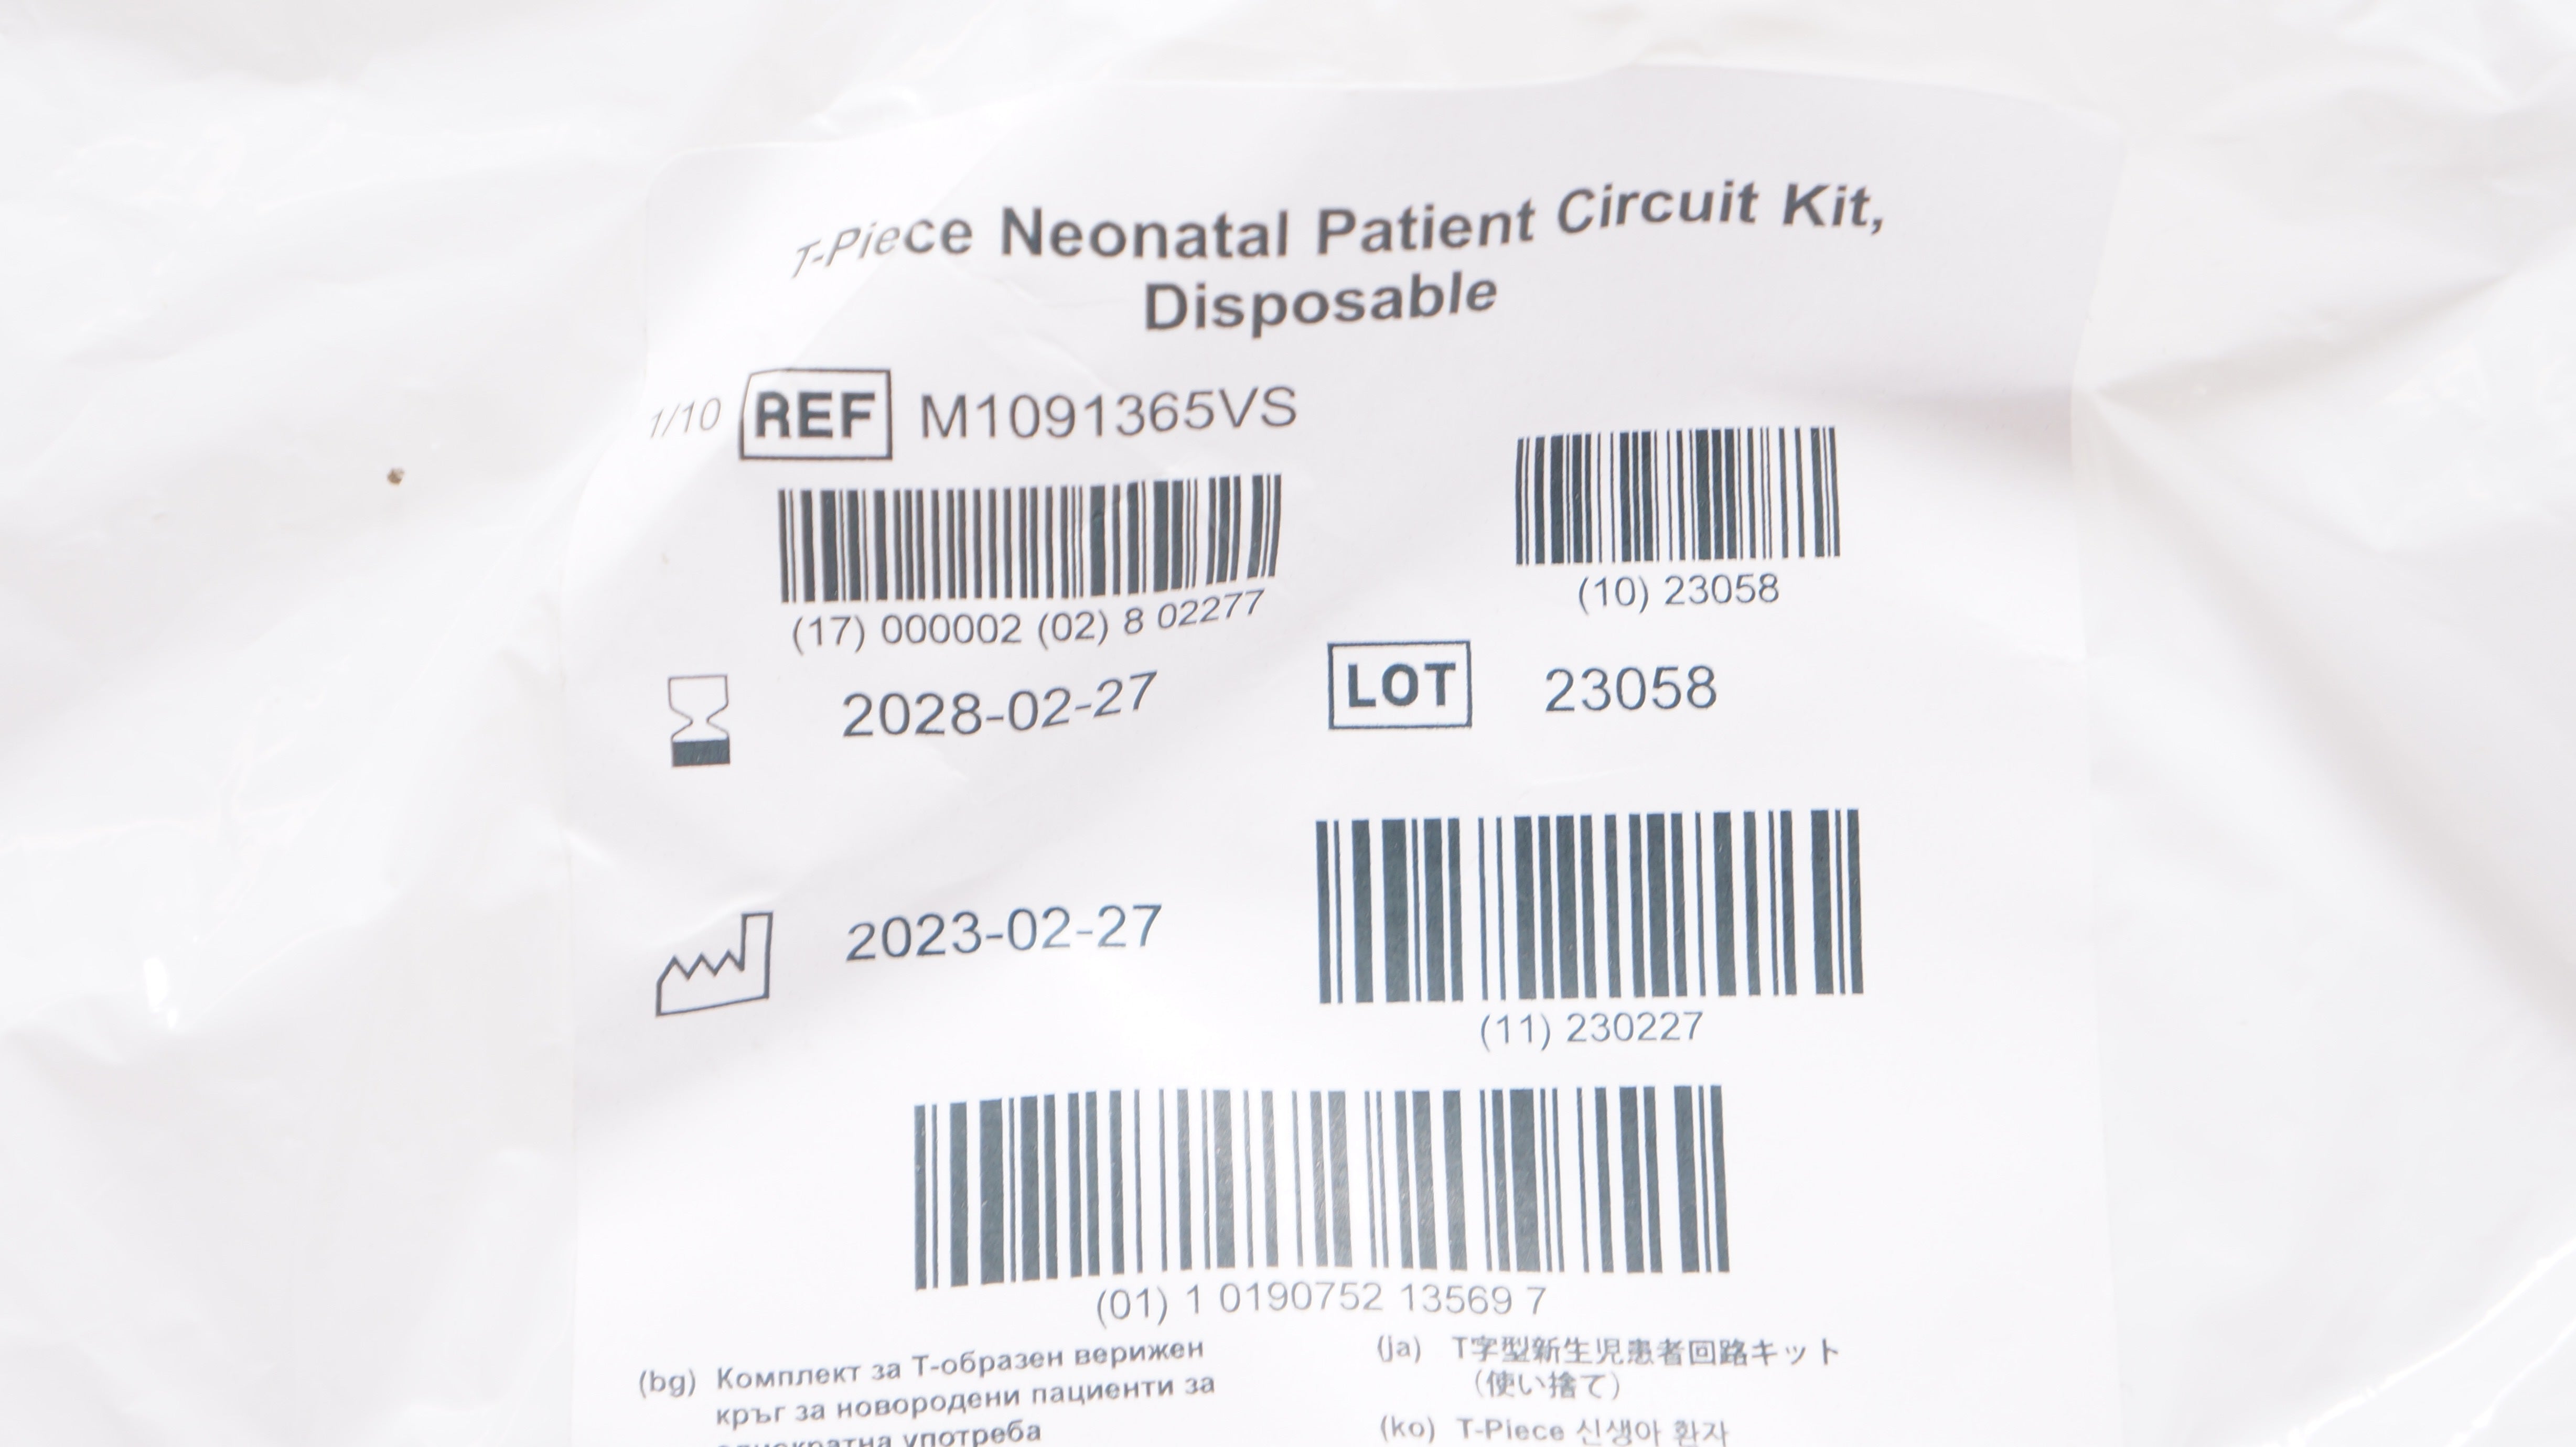 T-Piece Neonatal Patient Circuit Kit,
Disposable
1/10 REF M1091365VS
(17) 000002 (02) 8 02277
(10) 23058
2028-02-27
LOT 23058
2023-02-27
(11) 230227
(01) 1 0190752 13569 7
(bg) Комплект за Т-образен верижен
кръг за новородени пациенти за
еднократна употреба
(ja) T字型新生児患者回路キット
（使い捨て）
(ko) T-Piece 신생아 환자